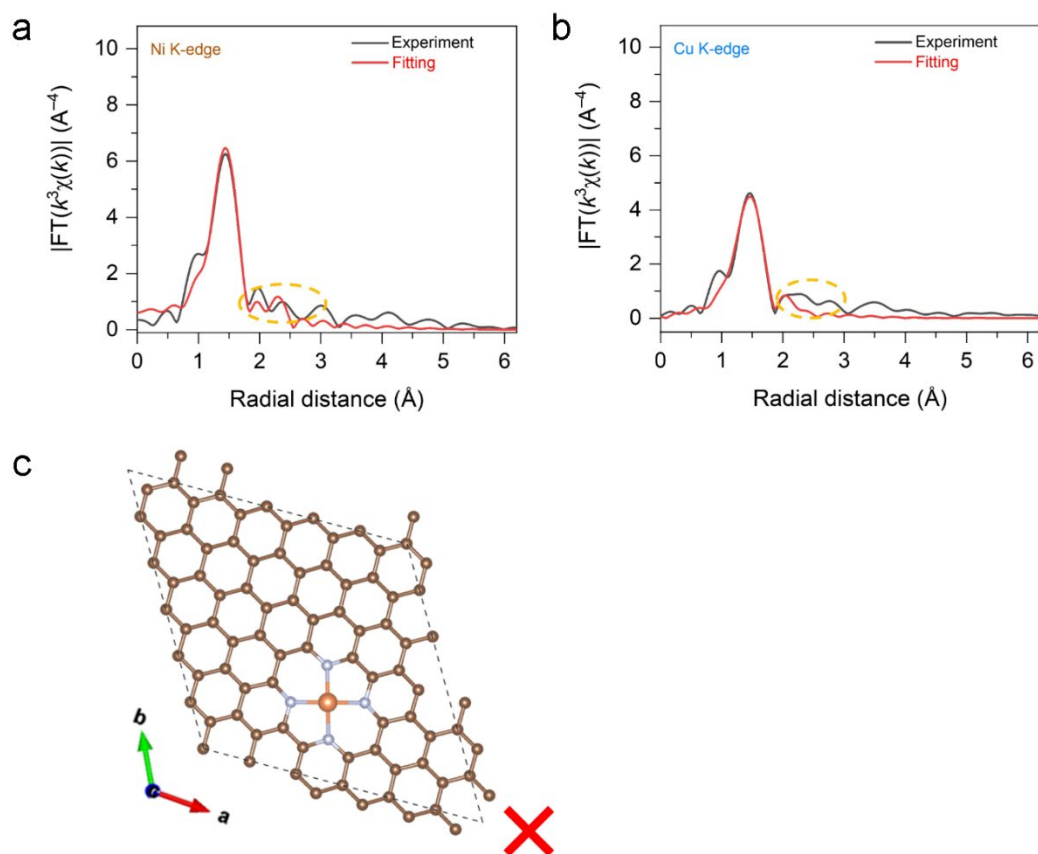 a
Ni K-edge
Experiment
Fitting
|FT(k³χ(k))| (A⁻⁴)
10
8
6
4
2
0
0 1 2 3 4 5 6
Radial distance (Å)
b
Cu K-edge
Experiment
Fitting
|FT(k³χ(k))| (A⁻⁴)
10
8
6
4
2
0
0 1 2 3 4 5 6
Radial distance (Å)
c
b
a